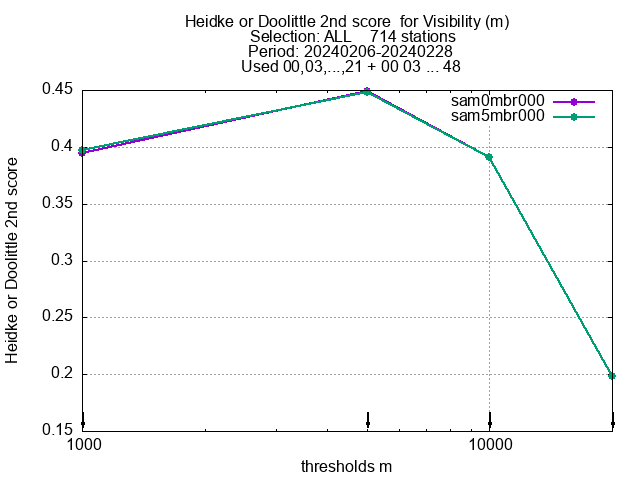 Heidke or Doolittle 2nd score  for Visibility (m)
Selection: ALL    714 stations
Period: 20240206-20240228
Used 00,03,...,21 + 00 03 ... 48
sam0mbr000
sam5mbr000
0.45
0.4
0.35
0.3
0.25
0.2
0.15
Heidke or Doolittle 2nd score
1000
10000
thresholds m